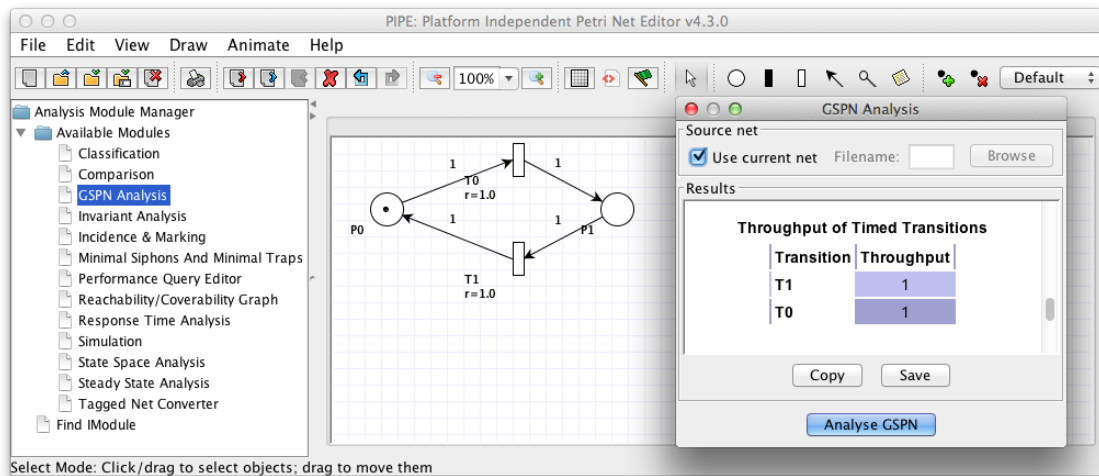 PIPE: Platform Independent Petri Net Editor v4.3.0
File Edit View Draw Animate Help
100% Default
Analysis Module Manager
Available Modules
Classification
Comparison
GSPN Analysis
Invariant Analysis
Incidence & Marking
Minimal Siphons And Minimal Traps
Performance Query Editor
Reachability/Coverability Graph
Response Time Analysis
Simulation
State Space Analysis
Steady State Analysis
Tagged Net Converter
Find IModule
1 1
T0
r=1.0
1 1
P0 P1
T1
r=1.0
GSPN Analysis
Source net
Use current net Filename: Browse
Results
Throughput of Timed Transitions
Transition Throughput
T1 1
T0 1
Copy Save
Analyse GSPN
Select Mode: Click/drag to select objects; drag to move them